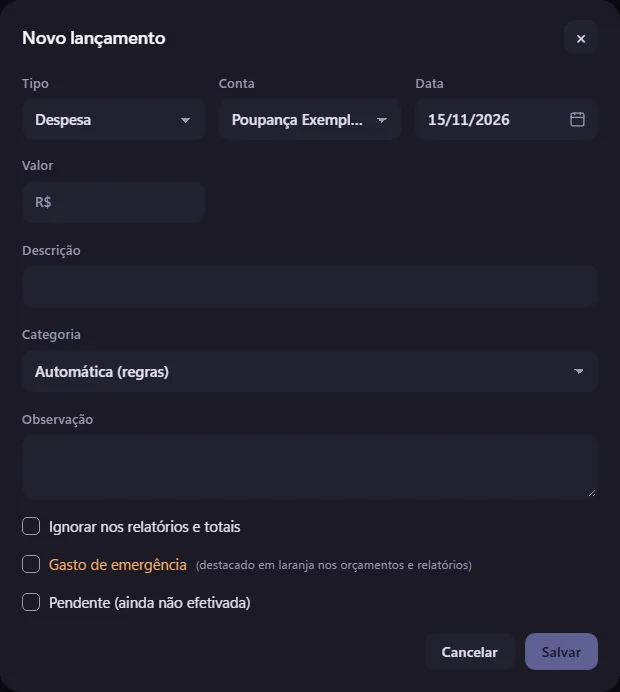 Novo lançamento
×
Tipo
Conta
Data
Despesa
Poupança Exempl...
15/11/2026
Valor
R$
Descrição
Categoria
Automática (regras)
Observação
Ignorar nos relatórios e totais
Gasto de emergência (destacado em laranja nos orçamentos e relatórios)
Pendente (ainda não efetivada)
Cancelar
Salvar